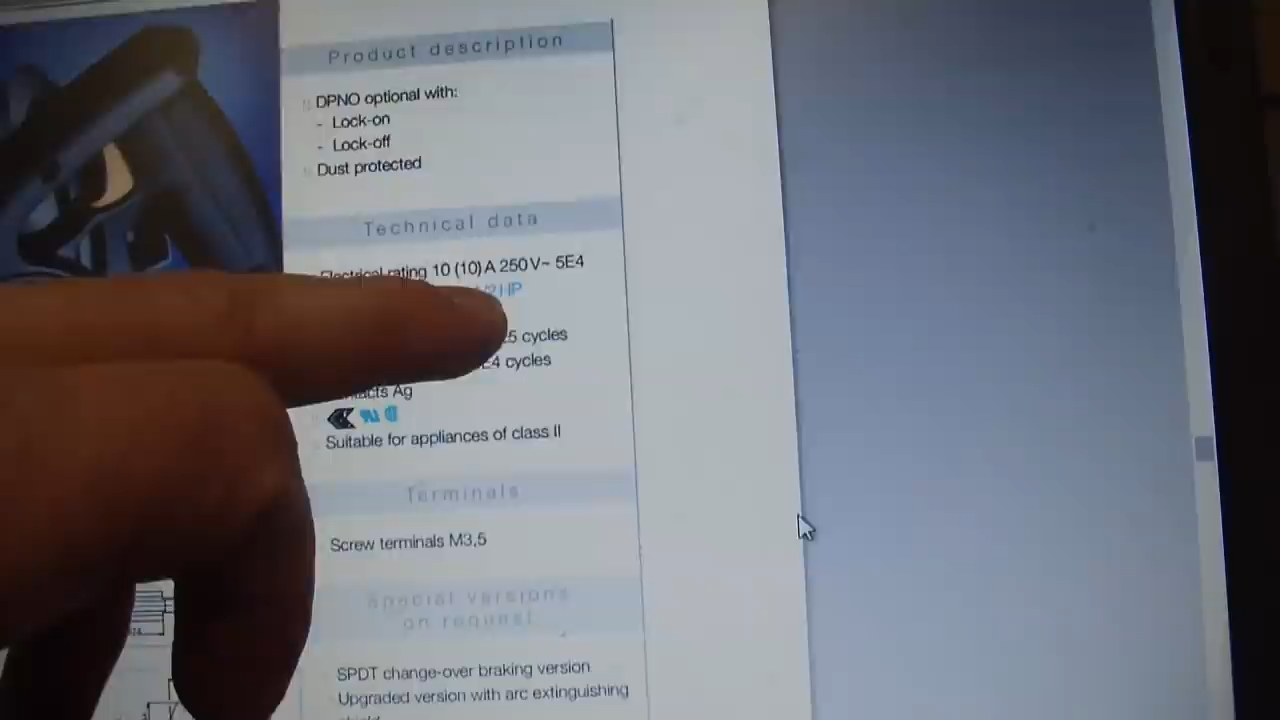 Product description
DPNO optional with:
- Lock-on
- Lock-off
Dust protected
Technical data
Electrical rating 10 (10) A 250 V~ 5E4
HP
cycles
cycles
Ag
Suitable for appliances of class II
Terminals
Screw terminals M3,5
Special versions
on request
SPDT change-over braking version
Upgraded version with arc extinguishing